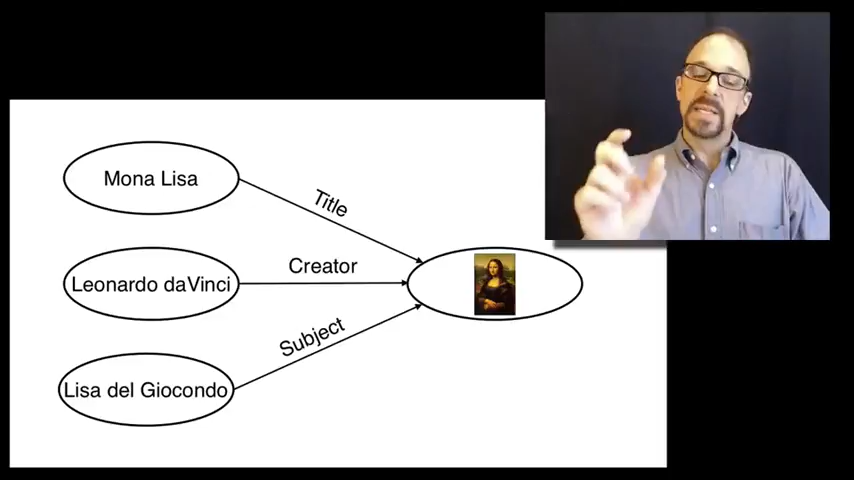 Mona Lisa
Title
Leonardo daVinci
Creator
Lisa del Giocondo
Subject